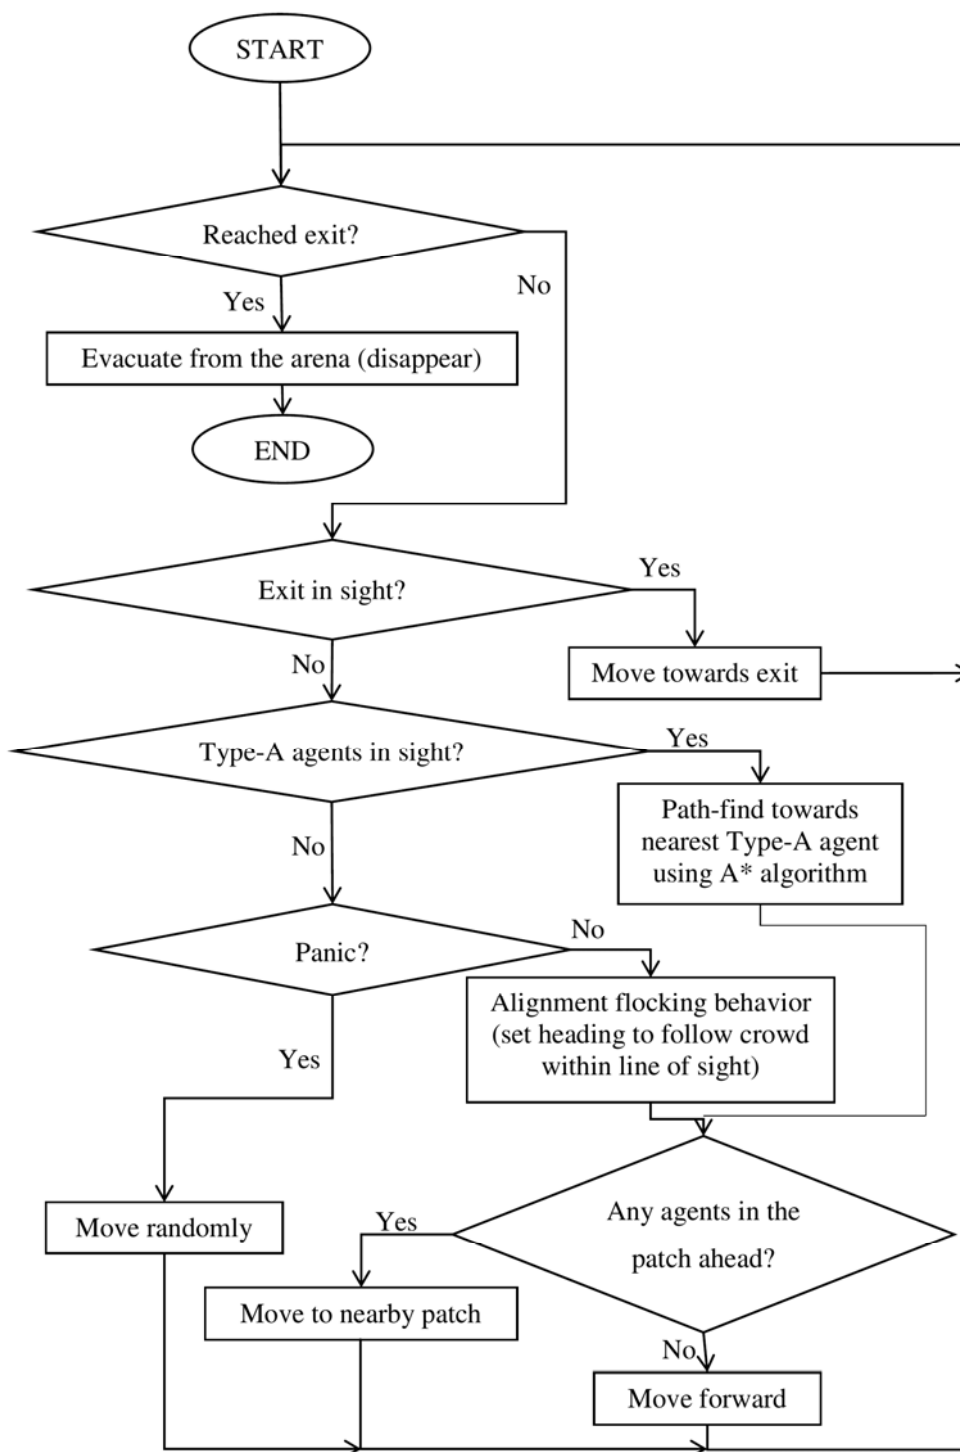 START
Reached exit?
No
Yes
Evacuate from the arena (disappear)
END
Exit in sight?
Yes
No
Move towards exit
Type-A agents in sight?
Yes
Path-find towards
nearest Type-A agent
using A* algorithm
No
Panic?
No
Alignment flocking behavior
(set heading to follow crowd
within line of sight)
Yes
Move randomly
Any agents in the
patch ahead?
Yes
Move to nearby patch
No
Move forward